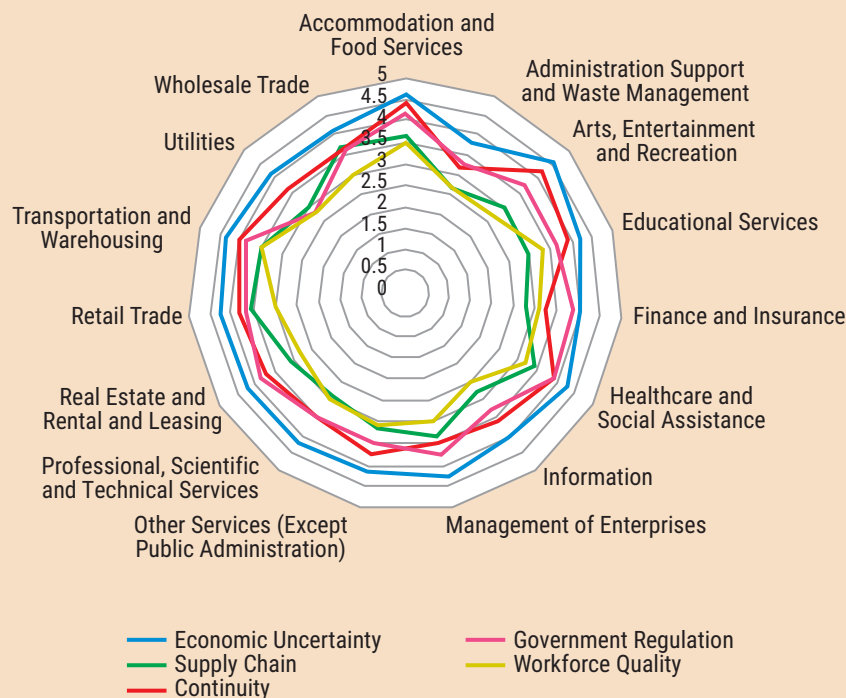 Accommodation and
Food Services
Administration Support
and Waste Management
Arts, Entertainment
and Recreation
Educational Services
Finance and Insurance
Healthcare and
Social Assistance
Information
Management of Enterprises
Other Services (Except
Public Administration)
Professional, Scientific
and Technical Services
Real Estate and
Rental and Leasing
Retail Trade
Transportation and
Warehousing
Utilities
Wholesale Trade
5
4.5
4
3.5
3
2.5
2
1.5
1
0.5
0
Economic Uncertainty
Supply Chain
Continuity
Government Regulation
Workforce Quality